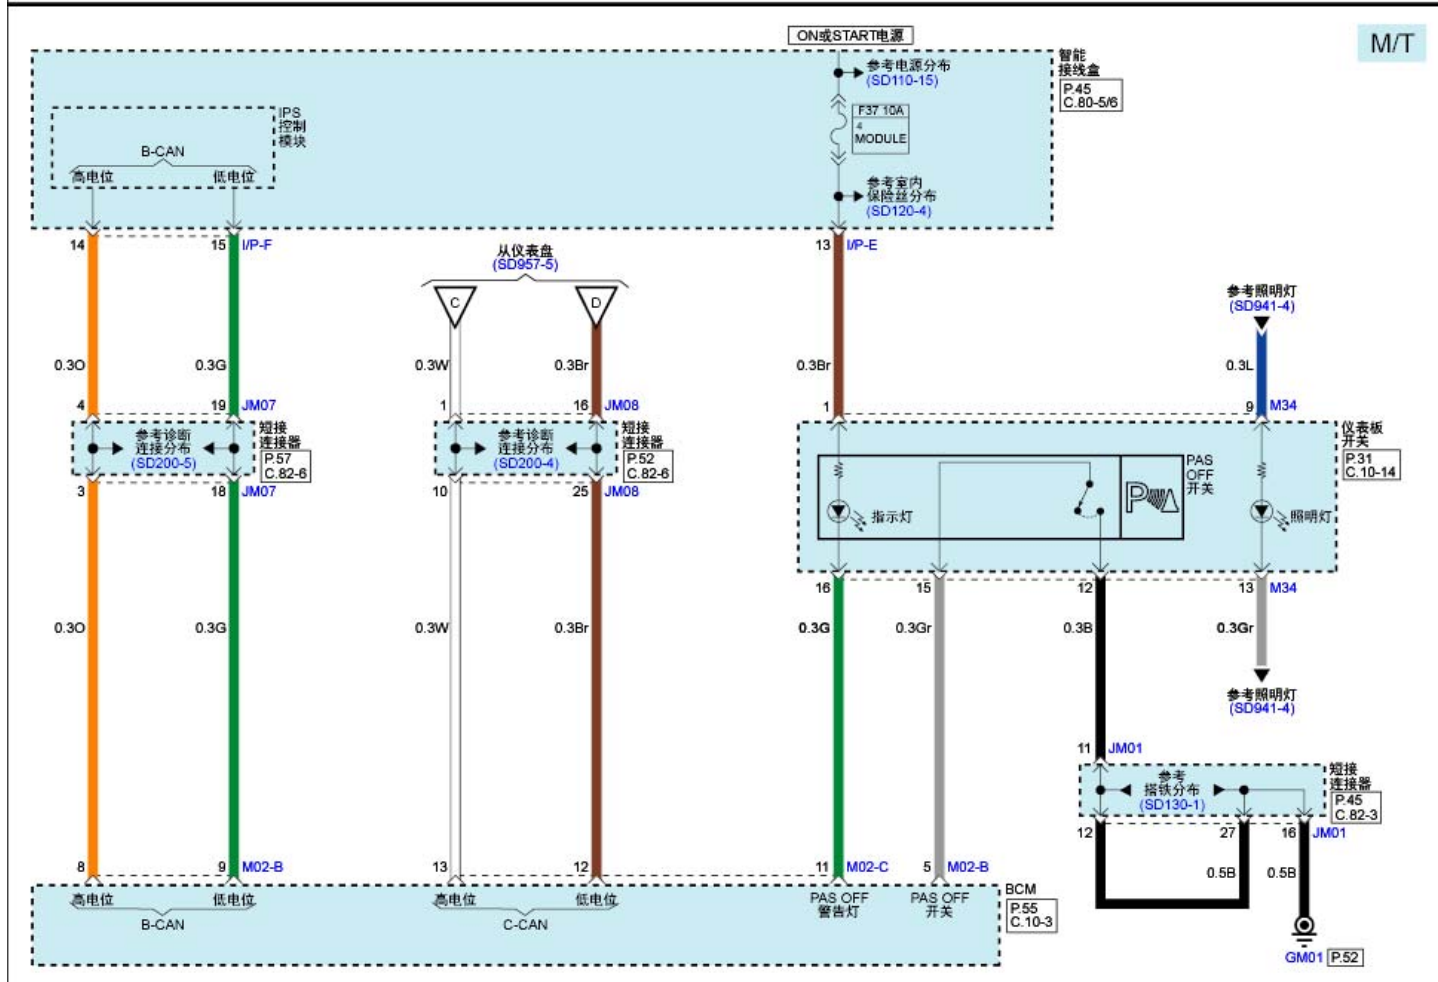 ON或START电源
M/T
智能
接线盒
P.45
C.80-5/6
参考电源分布
(SD110-15)
F37 10A
4
MODULE
参考室内
保险丝分布
(SD120-4)
IPS
控制
模块
B-CAN
高电位
低电位
14
15
I/P-F
13
I/P-E
从仪表盘
(SD957-5)
C
D
参考照明灯
(SD941-4)
0.3O
0.3G
0.3W
0.3Br
0.3Br
0.3L
4
19
JM07
1
16
JM08
1
9
M34
参考诊断
连接分布
(SD200-5)
短接
连接器
P.57
C.82-6
参考诊断
连接分布
(SD200-4)
短接
连接器
P.52
C.82-6
仪表板
开关
P.31
C.10-14
PAS
OFF
开关
P
指示灯
照明灯
3
18
JM07
10
25
JM08
16
15
12
13
M34
0.3O
0.3G
0.3W
0.3Br
0.3G
0.3Gr
0.3B
0.3Gr
参考照明灯
(SD941-4)
11
JM01
参考
搭铁分布
(SD130-1)
短接
连接器
P.45
C.82-3
12
27
16
JM01
0.5B
0.5B
GM01
P.52
8
9
M02-B
13
12
11
M02-C
5
M02-B
高电位
低电位
B-CAN
高电位
低电位
C-CAN
PAS OFF
警告灯
PAS OFF
开关
BCM
P.55
C.10-3